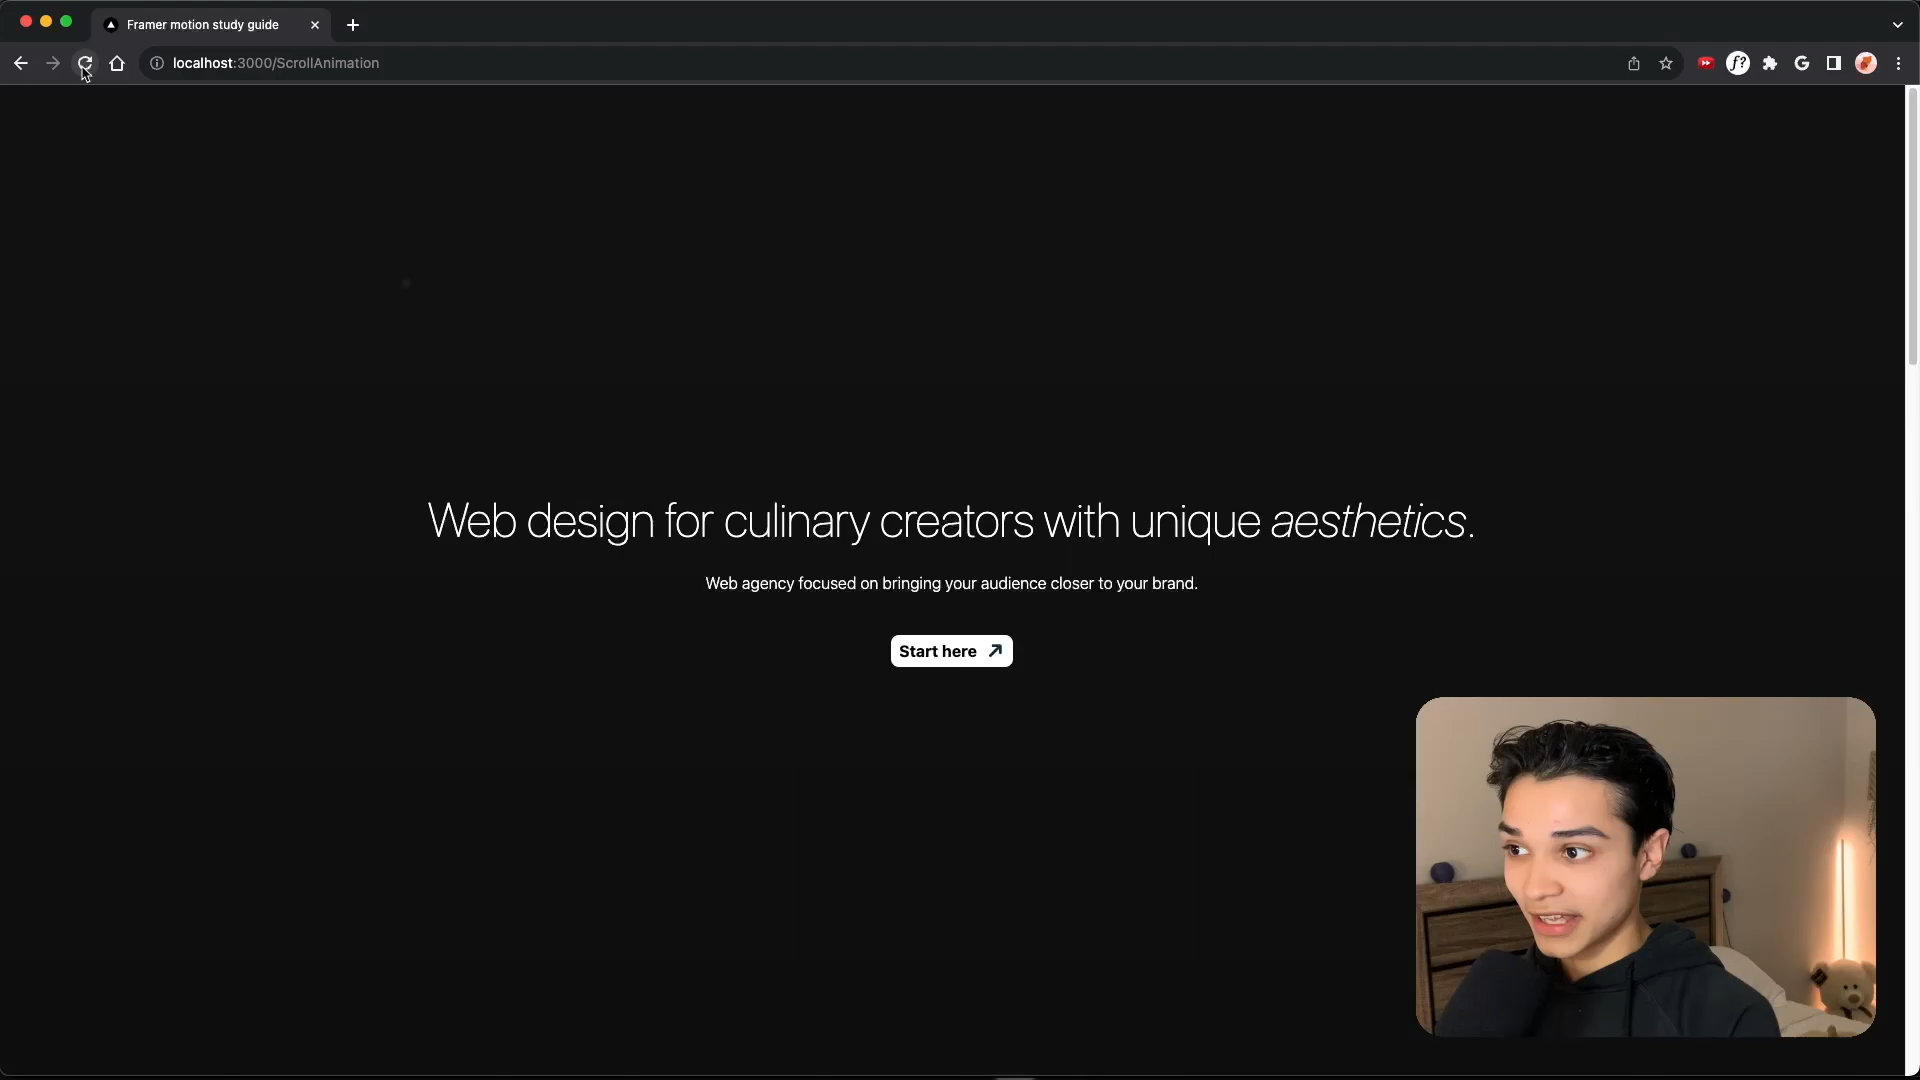 Framer motion study guide
localhost:3000/ScrollAnimation
f?
G
Web design for culinary creators with unique aesthetics.
Web agency focused on bringing your audience closer to your brand.
Start here